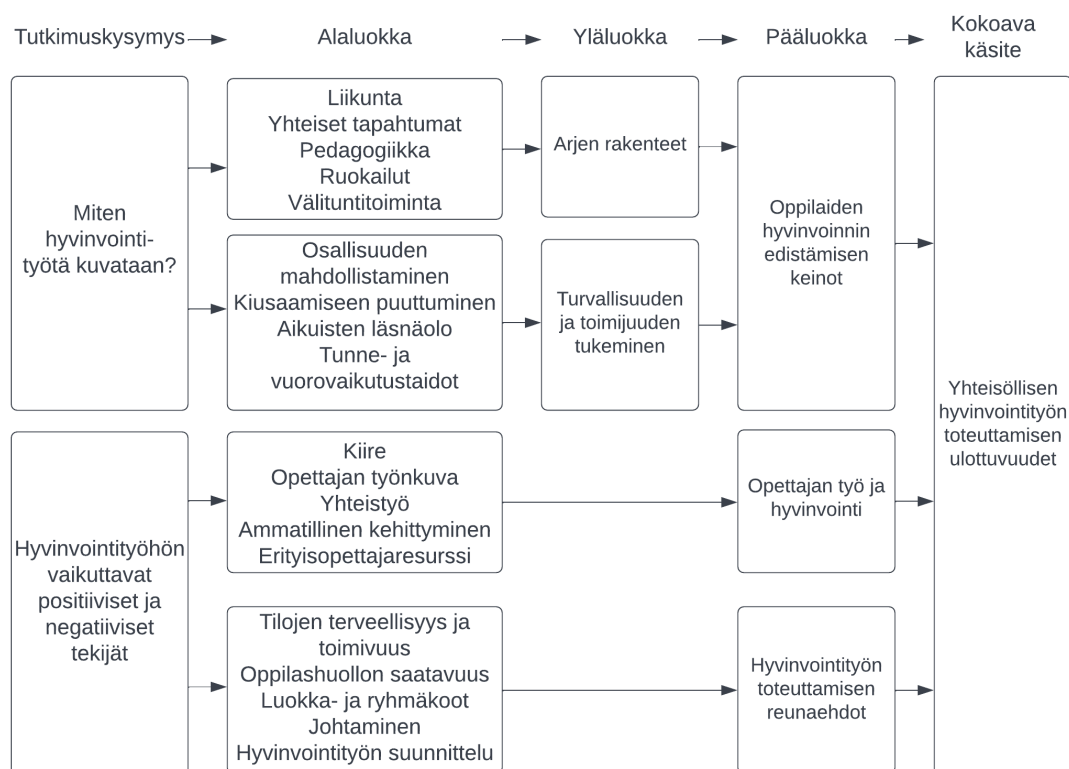 Tutkimuskysymys
Alaluokka
Yläluokka
Pääluokka
Kokoava
käsite
Miten
hyvinvointi-
työtä kuvataan?
Liikunta
Yhteiset tapahtumat
Pedagogiikka
Ruokailut
Välituntitoiminta
Arjen rakenteet
Osallisuuden
mahdollistaminen
Kiusaamiseen puuttuminen
Aikuisten läsnäolo
Tunne- ja
vuorovaikutustaidot
Turvallisuuden
ja toimijuuden
tukeminen
Oppilaiden
hyvinvoinnin
edistämisen
keinot
Hyvinvointityöhön
vaikuttavat
positiiviset ja
negatiiviset
tekijät
Kiire
Opettajan työnkuva
Yhteistyö
Ammatillinen kehittyminen
Erityisopettajaresurssi
Opettajan työ ja
hyvinvointi
Tilojen terveellisyys ja
toimivuus
Oppilashuollon saatavuus
Luokka- ja ryhmäkoot
Johtaminen
Hyvinvointityön suunnittelu
Hyvinvointityön
toteuttamisen
reunaehdot
Yhteisöllisen
hyvinvointityön
toteuttamisen
ulottuvuudet